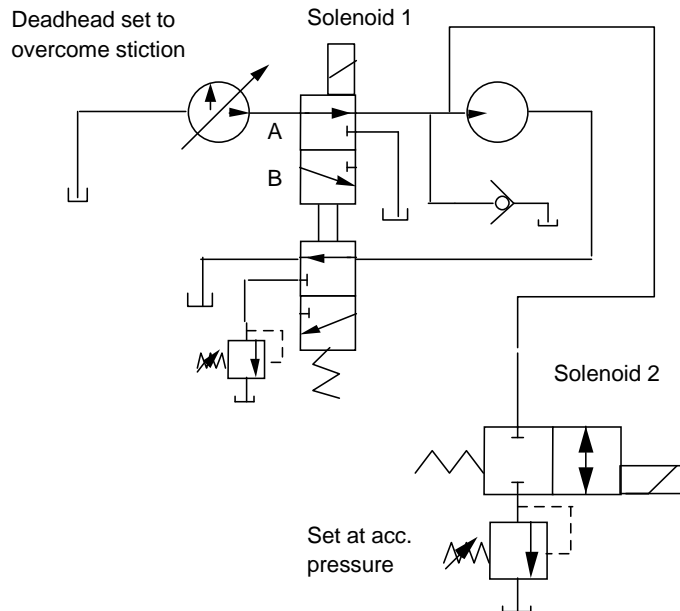 Deadhead set to
overcome stiction
Solenoid 1
A
B
Solenoid 2
Set at acc.
pressure